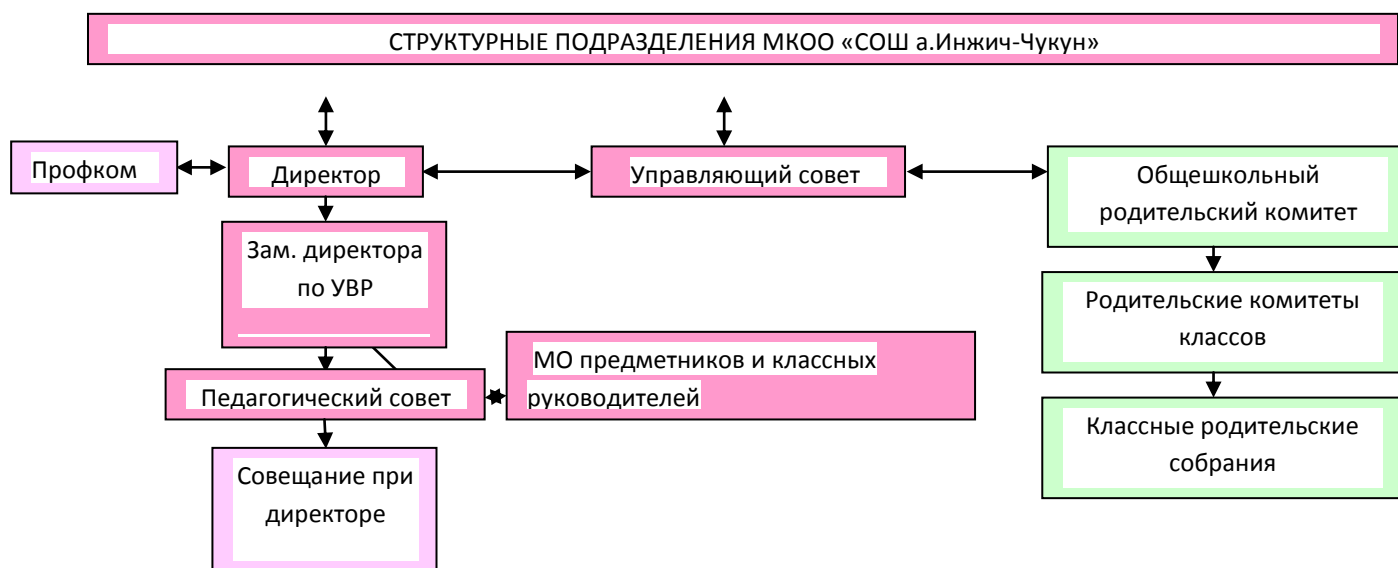 СТРУКТУРНЫЕ ПОДРАЗДЕЛЕНИЯ МКОО «СОШ а.Инжич-Чукун»
Профком
Директор
Управляющий совет
Общешкольный
родительский комитет
Зам. директора
по УВР
Родительские комитеты
классов
МО предметников и классных
руководителей
Педагогический совет
Классные родительские
собрания
Совещание при
директоре